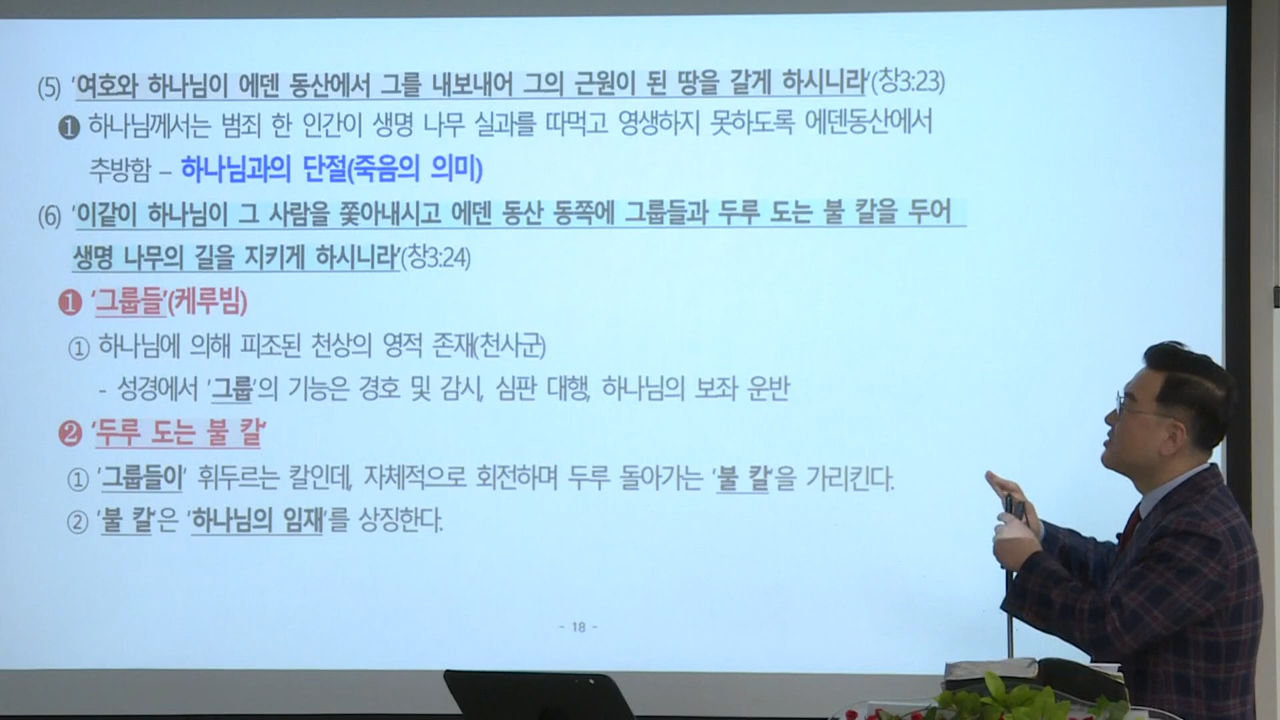 (5) '여호와 하나님이 에덴 동산에서 그를 내보내어 그의 근원이 된 땅을 갈게 하시니라'(창3:23)
❶ 하나님께서는 범죄 한 인간이 생명 나무 실과를 따먹고 영생하지 못하도록 에덴동산에서
추방함 – 하나님과의 단절(죽음의 의미)
(6) '이같이 하나님이 그 사람을 쫓아내시고 에덴 동산 동쪽에 그룹들과 두루 도는 불 칼을 두어
생명 나무의 길을 지키게 하시니라'(창3:24)
❶ '그룹들'(케루빔)
① 하나님에 의해 피조된 천상의 영적 존재(천사군)
- 성경에서 '그룹'의 기능은 경호 및 감시, 심판 대행, 하나님의 보좌 운반
❷ '두루 도는 불 칼'
① '그룹들이' 휘두르는 칼인데, 자체적으로 회전하며 두루 돌아가는 '불 칼'을 가리킨다.
② '불 칼'은 '하나님의 임재'를 상징한다.
- 18 -